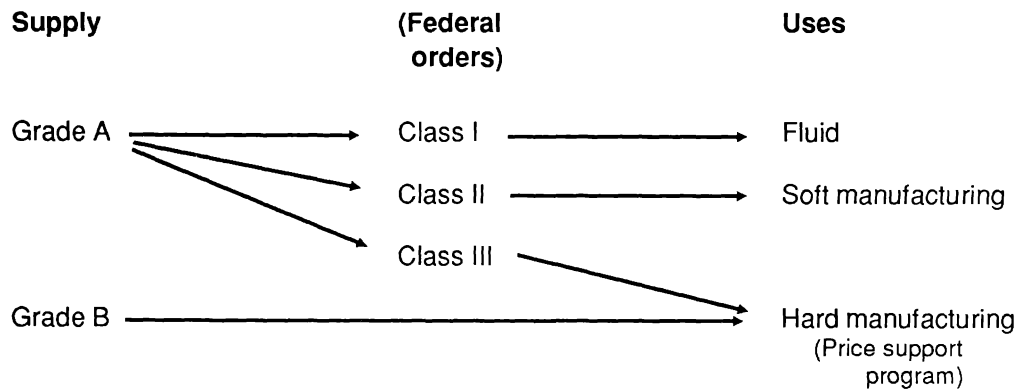 Supply (Federal orders) Uses
Grade A Class I Fluid
Class II Soft manufacturing
Class III
Grade B Hard manufacturing
(Price support
program)